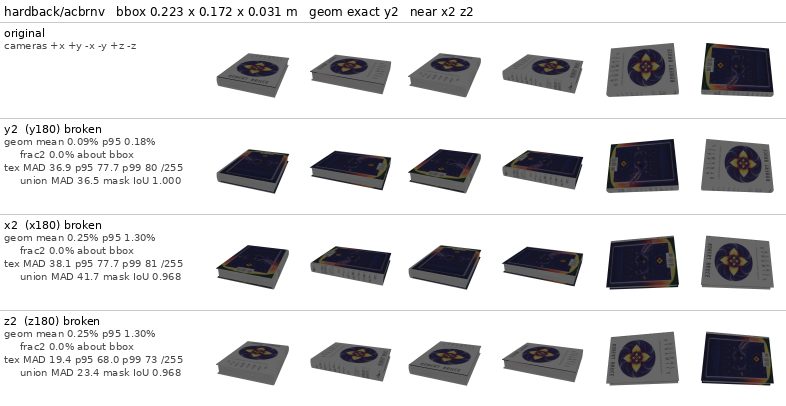 hardback/acbrnv bbox 0.223 x 0.172 x 0.031 m geom exact y2 near x2 z2
original
cameras +x +y -x -y +z -z
y2 (y180) broken
geom mean 0.09% p95 0.18%
frac2 0.0% about bbox
tex MAD 36.9 p95 77.7 p99 80 /255
union MAD 36.5 mask IoU 1.000
x2 (x180) broken
geom mean 0.25% p95 1.30%
frac2 0.0% about bbox
tex MAD 38.1 p95 77.7 p99 81 /255
union MAD 41.7 mask IoU 0.968
z2 (z180) broken
geom mean 0.25% p95 1.30%
frac2 0.0% about bbox
tex MAD 19.4 p95 68.0 p99 73 /255
union MAD 23.4 mask IoU 0.968